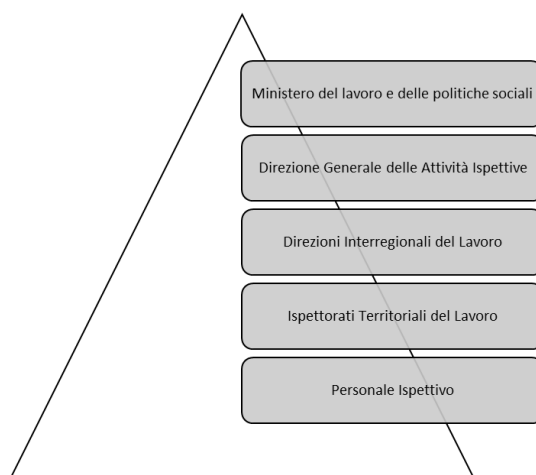 Ministero del lavoro e delle politiche sociali
Direzione Generale delle Attività Ispettive
Direzioni Interregionali del Lavoro
Ispettorati Territoriali del Lavoro
Personale Ispettivo